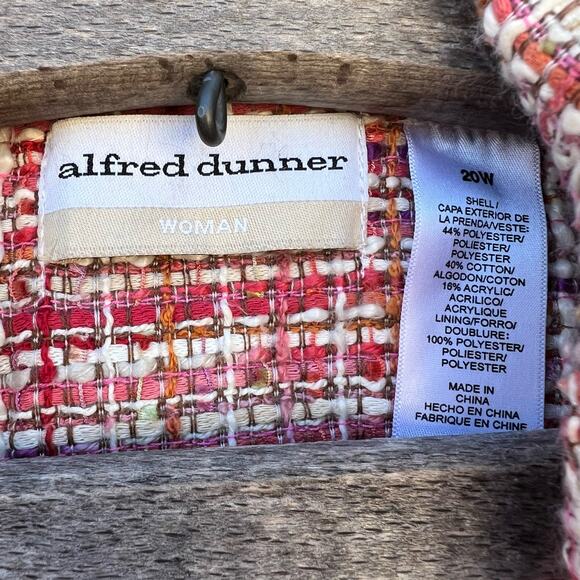 alfred dunner
WOMAN
20W
SHELL/
CAPA EXTERIOR DE
LA PRENDA/VESTE:
44% POLYESTER/
POLIESTER/
POLYESTER
40% COTTON/
ALGODON/COTON
16% ACRYLIC/
ACRILICO/
ACRYLIQUE
LINING/FORRO/
DOUBLURE:
100% POLYESTER/
POLIESTER/
POLYESTER
MADE IN
CHINA
HECHO EN CHINA
FABRIQUE EN CHINE